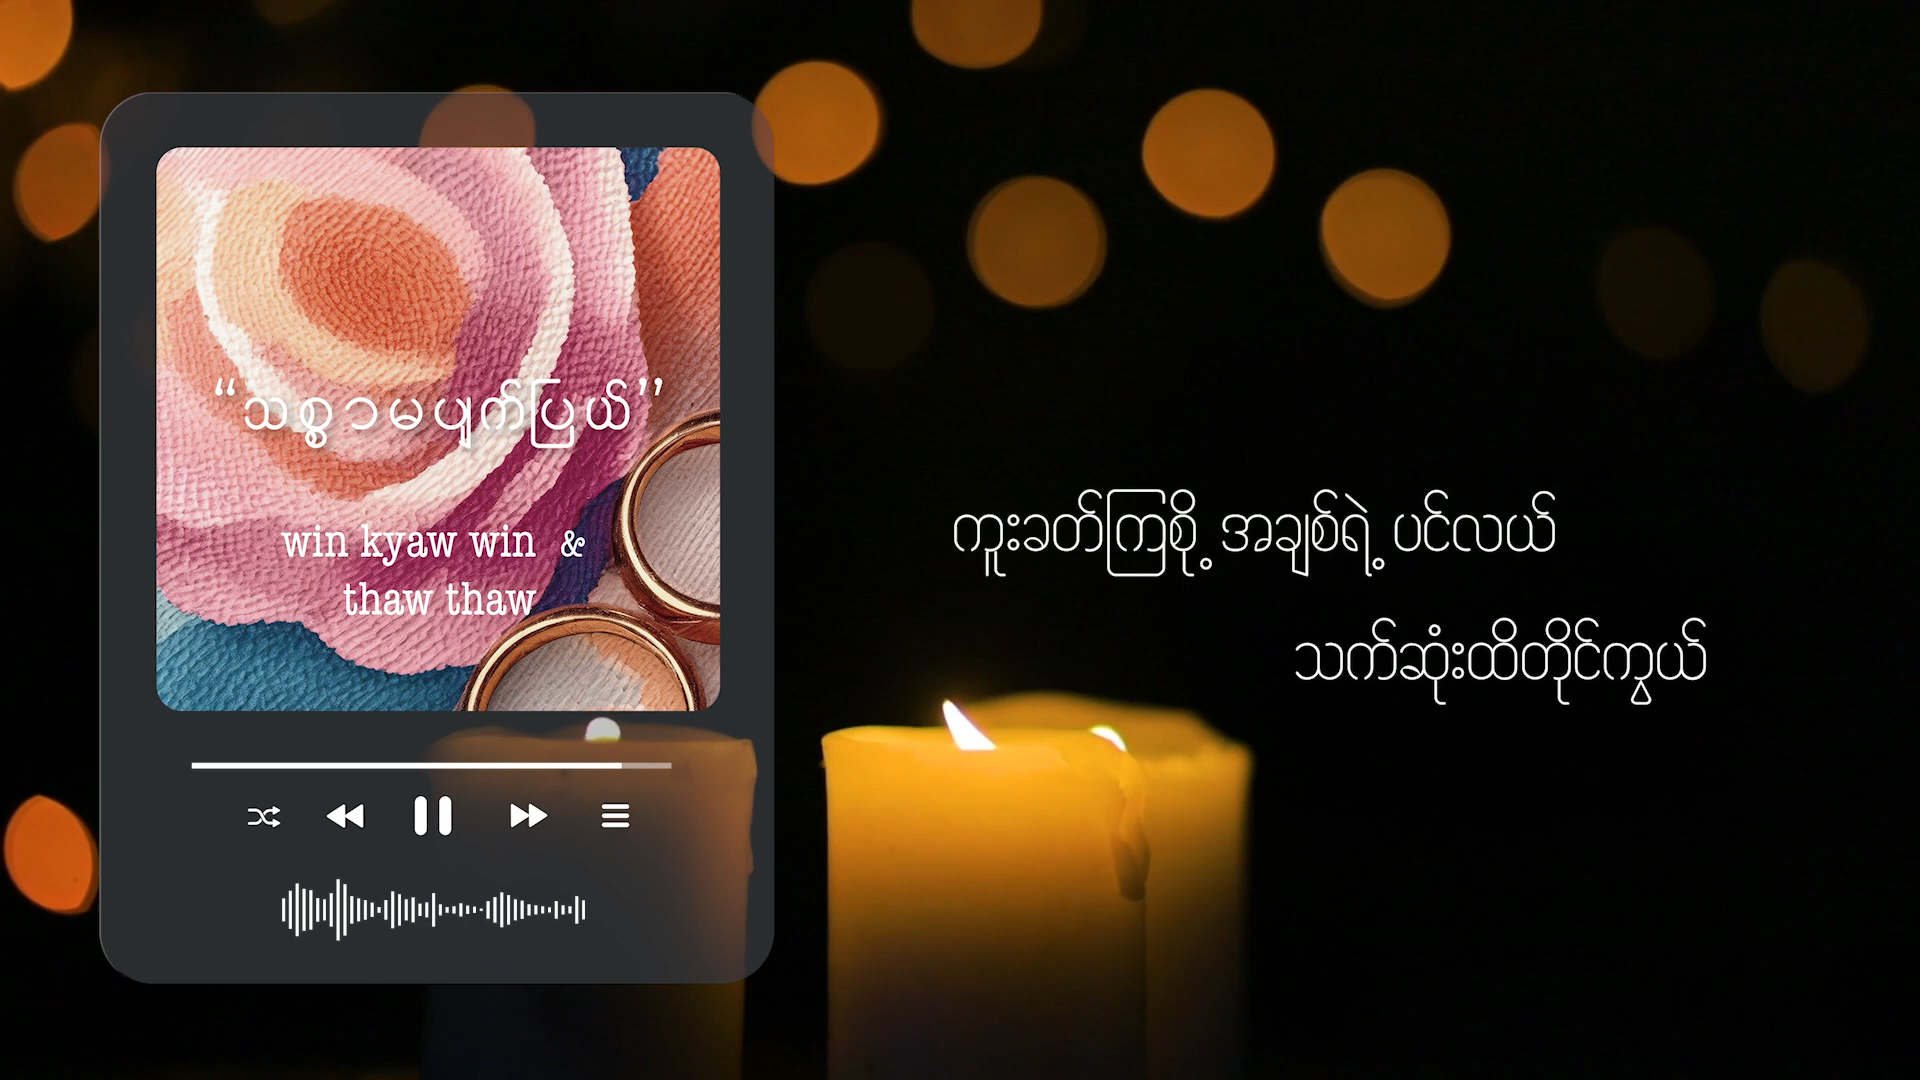 “သစ္စာမပျက်ပြယ်”
win kyaw win &
thaw thaw
ကူးခတ်ကြစို့ အချစ်ရဲ့ ပင်လယ်
သက်ဆုံးထိတိုင်ကွယ်